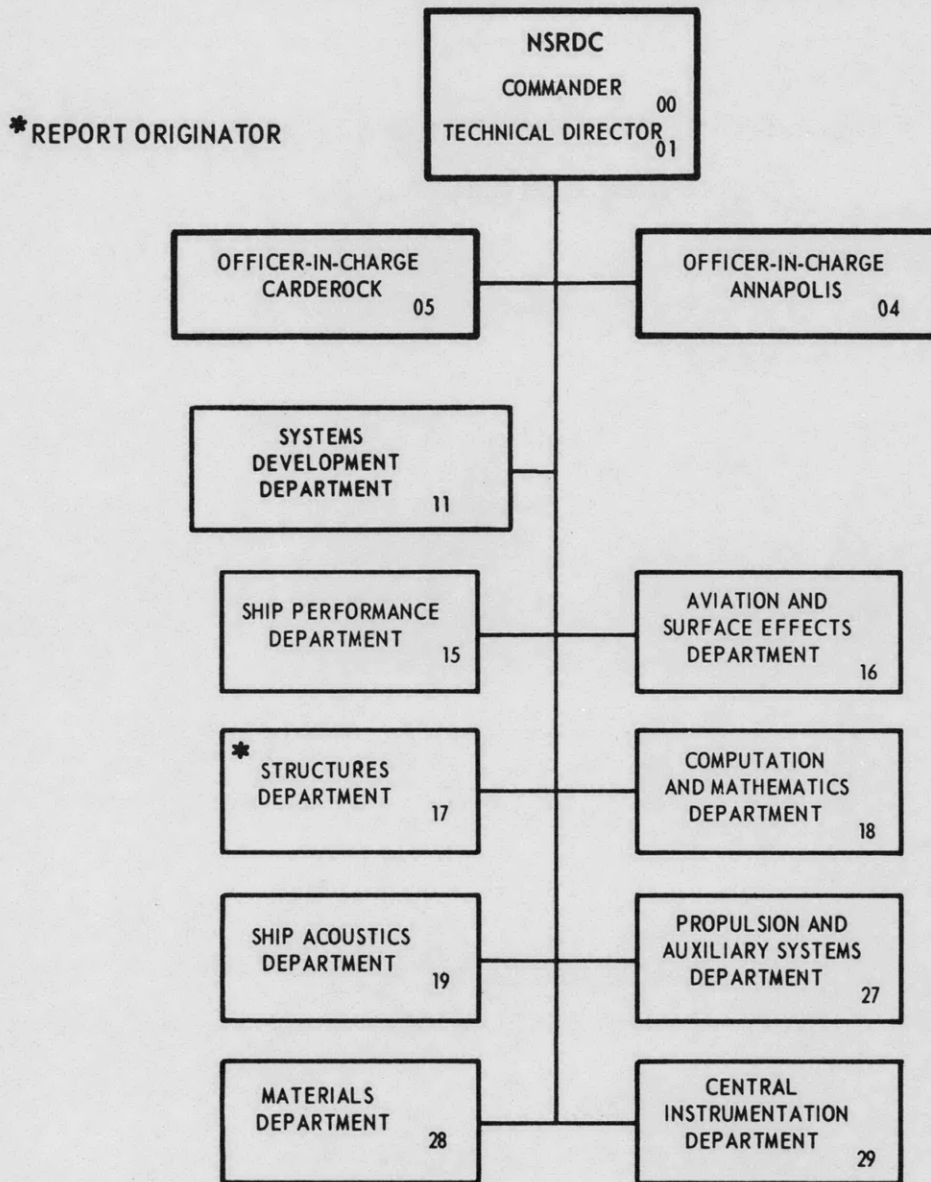 NSRDC
COMMANDER
00
TECHNICAL DIRECTOR
01
*REPORT ORIGINATOR
OFFICER-IN-CHARGE
CARDEROCK
05
OFFICER-IN-CHARGE
ANNAPOLIS
04
SYSTEMS
DEVELOPMENT
DEPARTMENT
11
SHIP PERFORMANCE
DEPARTMENT
15
AVIATION AND
SURFACE EFFECTS
DEPARTMENT
16
*
STRUCTURES
DEPARTMENT
17
COMPUTATION
AND MATHEMATICS
DEPARTMENT
18
SHIP ACOUSTICS
DEPARTMENT
19
PROPULSION AND
AUXILIARY SYSTEMS
DEPARTMENT
27
MATERIALS
DEPARTMENT
28
CENTRAL
INSTRUMENTATION
DEPARTMENT
29